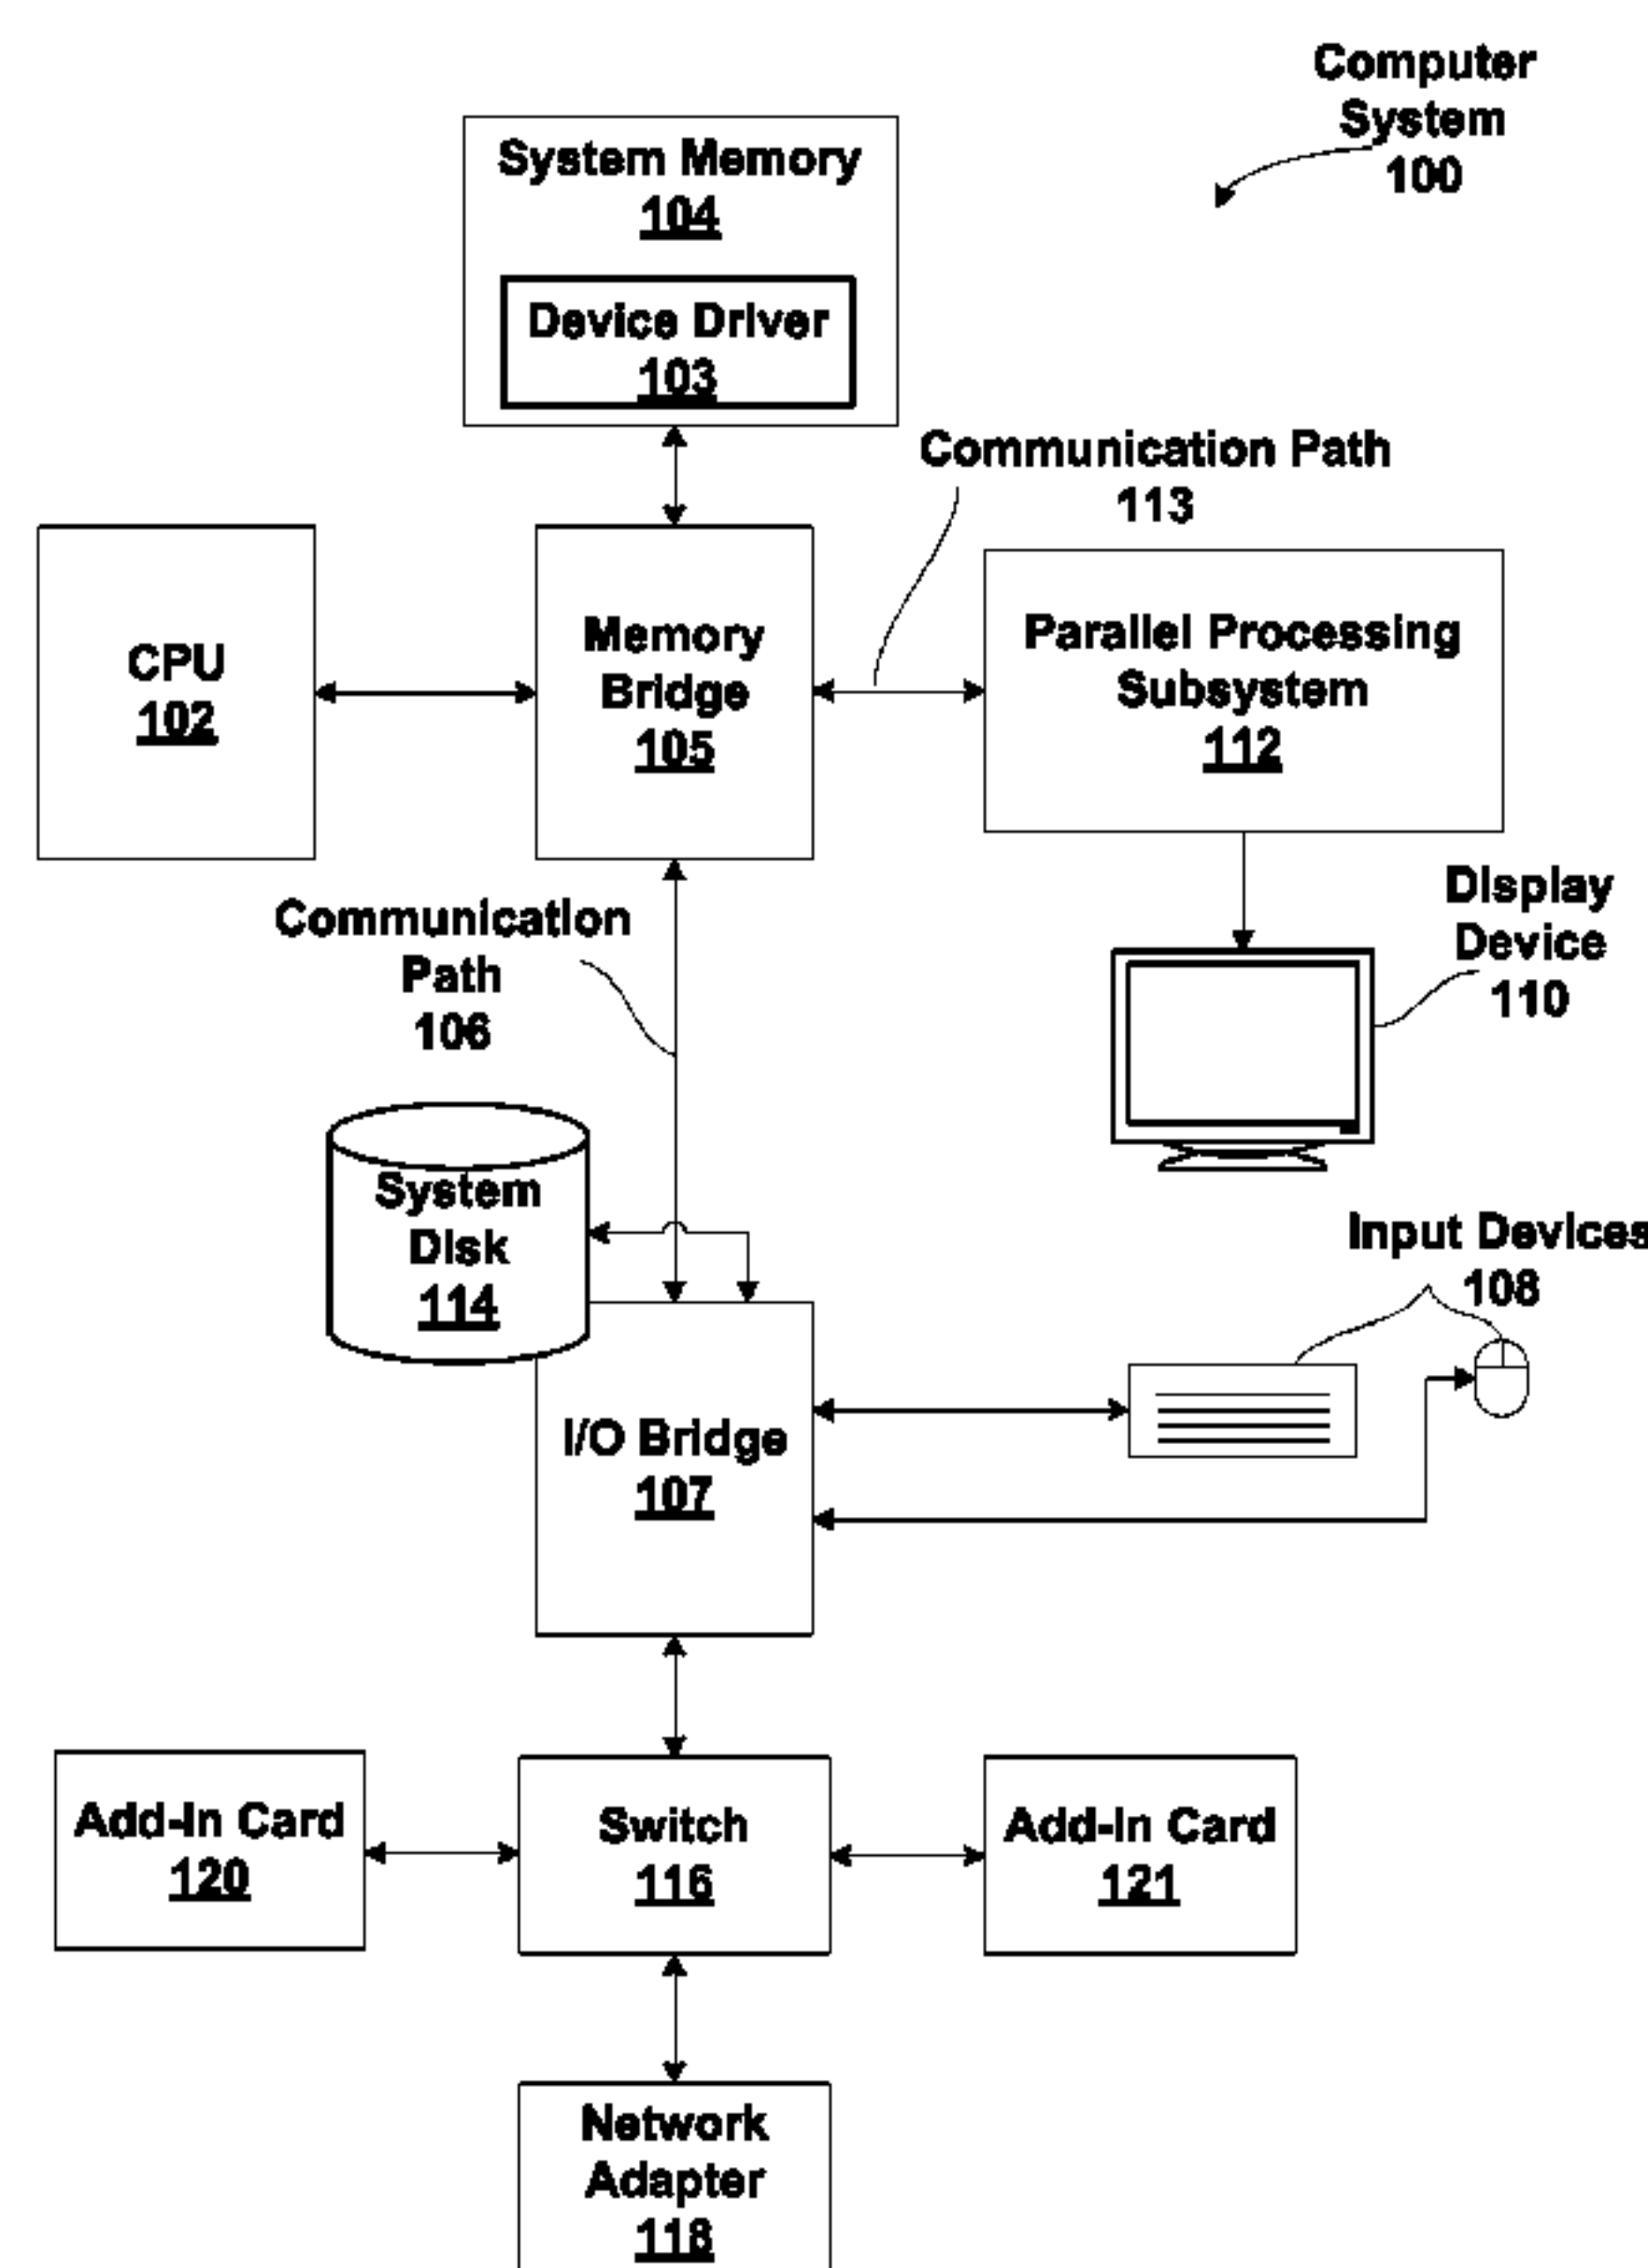 Computer
System
100
System Memory
104
Device Driver
103
Communication Path
113
CPU
102
Memory
Bridge
105
Parallel Processing
Subsystem
112
Communication
Path
106
Display
Device
110
System
Disk
114
Input Devices
108
I/O Bridge
107
Add-In Card
120
Switch
116
Add-In Card
121
Network
Adapter
118